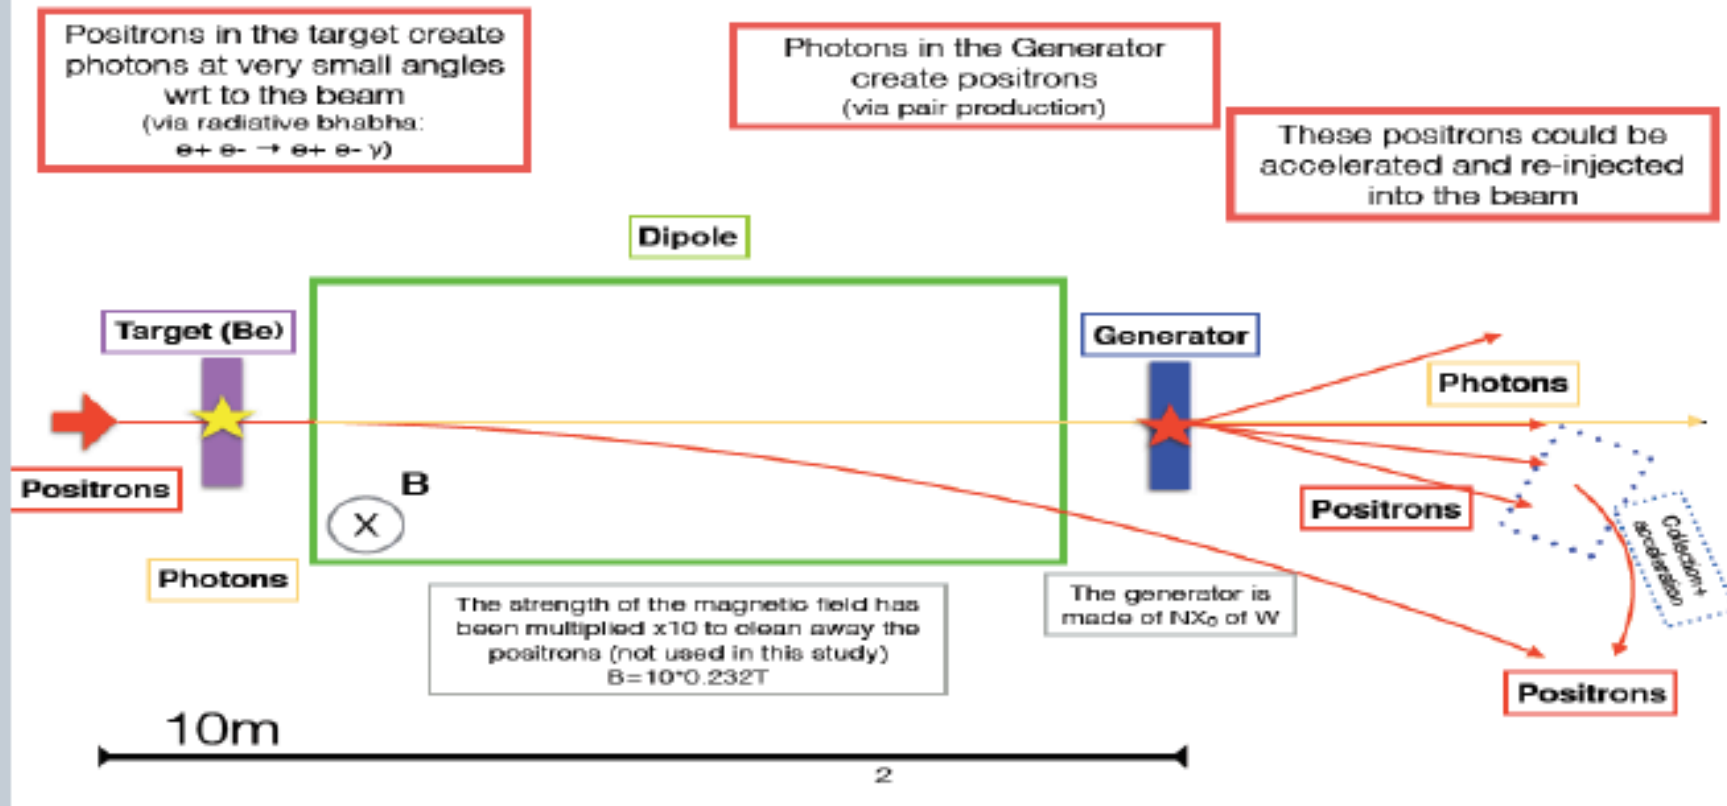 Positrons in the target create
photons at very small angles
wrt to the beam
(via radiative bhabha:
e+ e- → e+ e- γ)
Photons in the Generator
create positrons
(via pair production)
These positrons could be
accelerated and re-injected
into the beam
Dipole
Target (Be)
Generator
Photons
Positrons
B
X
Positrons
Collection+
acceleration
Photons
The strength of the magnetic field has
been multiplied x10 to clean away the
positrons (not used in this study)
B=10*0.232T
The generator is
made of NX₀ of W
Positrons
10m
2